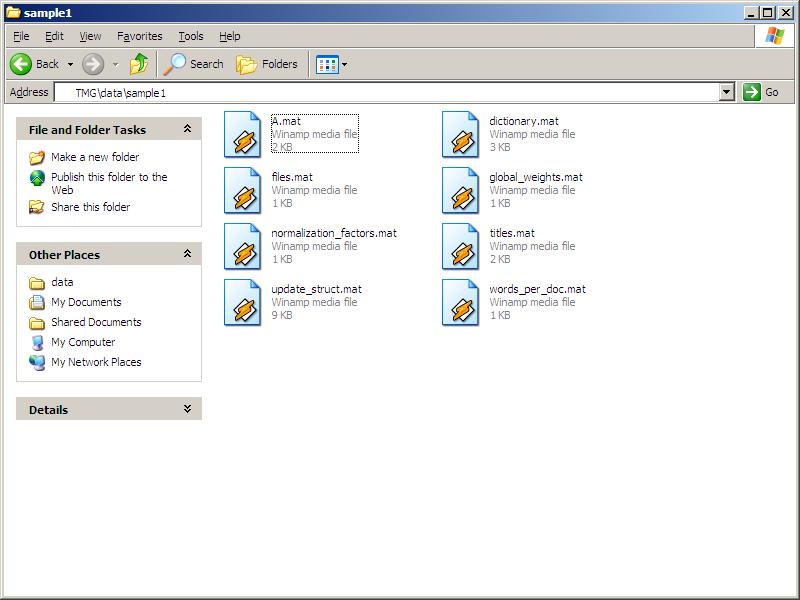 sample1
File Edit View Favorites Tools Help
Back Search Folders
Address TMG\data\sample1 Go
File and Folder Tasks
Make a new folder
Publish this folder to the
Web
Share this folder
Other Places
data
My Documents
Shared Documents
My Computer
My Network Places
Details
A.mat
Winamp media file
2 KB
dictionary.mat
Winamp media file
3 KB
files.mat
Winamp media file
1 KB
global_weights.mat
Winamp media file
1 KB
normalization_factors.mat
Winamp media file
1 KB
titles.mat
Winamp media file
2 KB
update_struct.mat
Winamp media file
9 KB
words_per_doc.mat
Winamp media file
1 KB